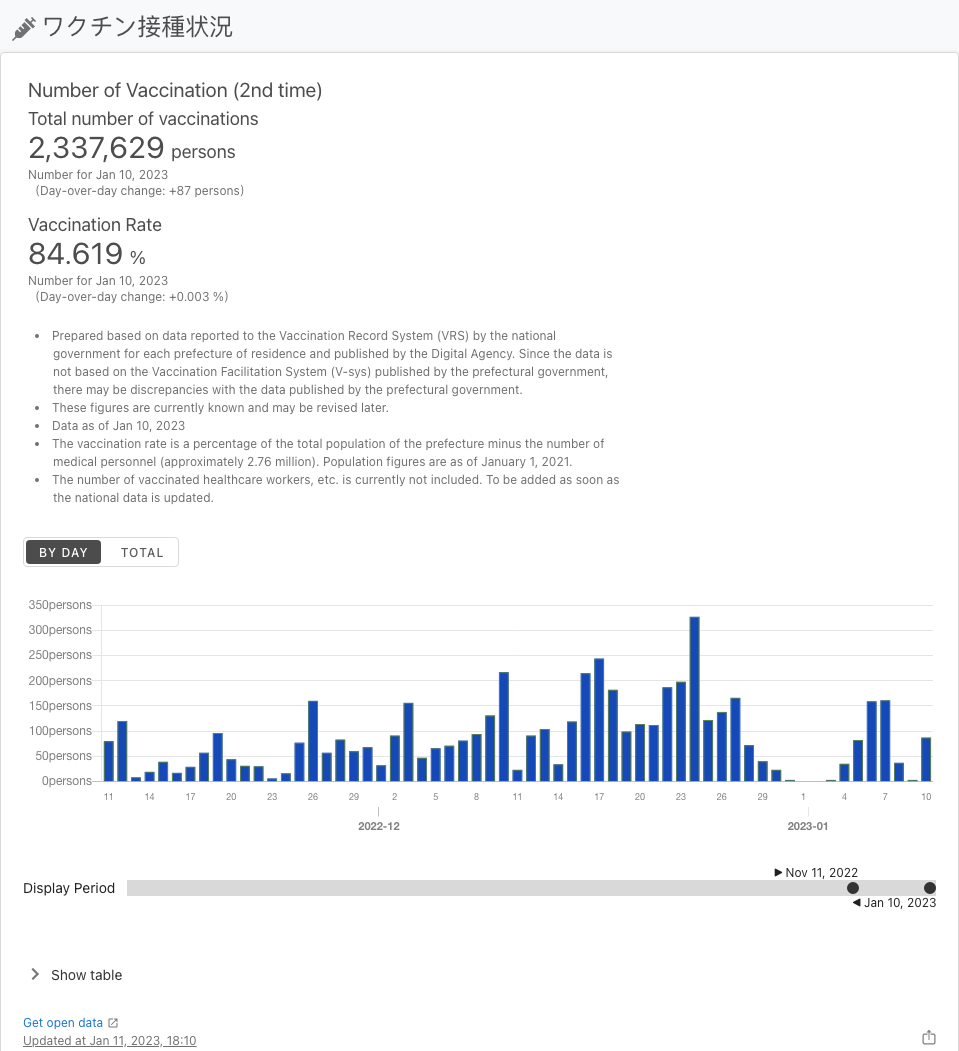 ワクチン接種状況
Number of Vaccination (2nd time)
Total number of vaccinations
2,337,629 persons
Number for Jan 10, 2023
(Day-over-day change: +87 persons)
Vaccination Rate
84.619 %
Number for Jan 10, 2023
(Day-over-day change: +0.003 %)
• Prepared based on data reported to the Vaccination Record System (VRS) by the national
government for each prefecture of residence and published by the Digital Agency. Since the data is
not based on the Vaccination Facilitation System (V-sys) published by the prefectural government,
there may be discrepancies with the data published by the prefectural government.
• These figures are currently known and may be revised later.
• Data as of Jan 10, 2023
• The vaccination rate is a percentage of the total population of the prefecture minus the number of
medical personnel (approximately 2.76 million). Population figures are as of January 1, 2021.
• The number of vaccinated healthcare workers, etc. is currently not included. To be added as soon as
the national data is updated.
BY DAY TOTAL
350persons
300persons
250persons
200persons
150persons
100persons
50persons
0persons
11 14 17 20 23 26 29 2 5 8 11 14 17 20 23 26 29 1 4 7 10
2022-12 2023-01
▶ Nov 11, 2022
Display Period
◀ Jan 10, 2023
Show table
Get open data
Updated at Jan 11, 2023, 18:10